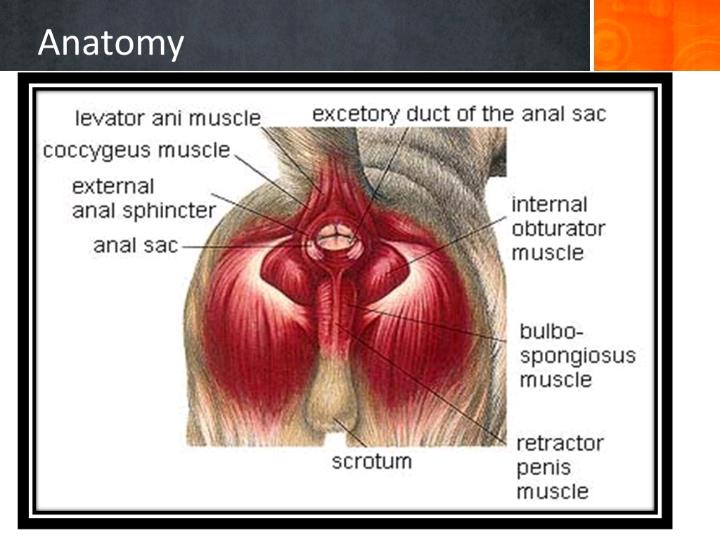 Anatomy
levator ani muscle
excetory duct of the anal sac
coccygeus muscle
external
anal sphincter
anal sac
internal
obturator
muscle
bulbo-
spongiosus
muscle
retractor
penis
muscle
scrotum